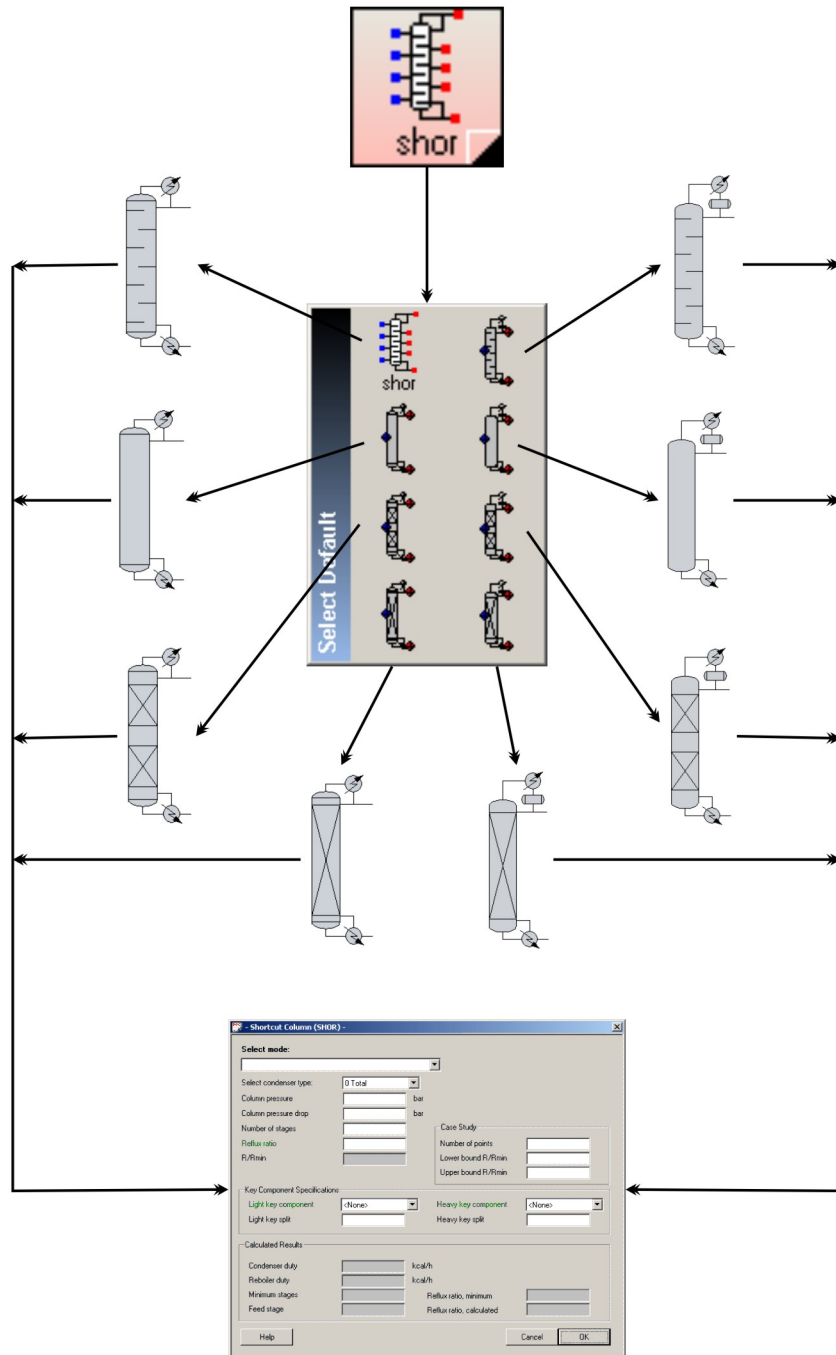 shor
Select Default
shor
- Shortcut Column (SHOR) -
Select mode:
Select condenser type: 0 Total
Column pressure bar
Column pressure drop bar
Number of stages
Reflux ratio
R/Rmin
Case Study
Number of points
Lower bound R/Rmin
Upper bound R/Rmin
Key Component Specifications
Light key component <None> Heavy key component <None>
Light key split Heavy key split
Calculated Results
Condenser duty kcal/h
Reboiler duty kcal/h
Minimum stages Reflux ratio, minimum
Feed stage Reflux ratio, calculated
Help Cancel OK